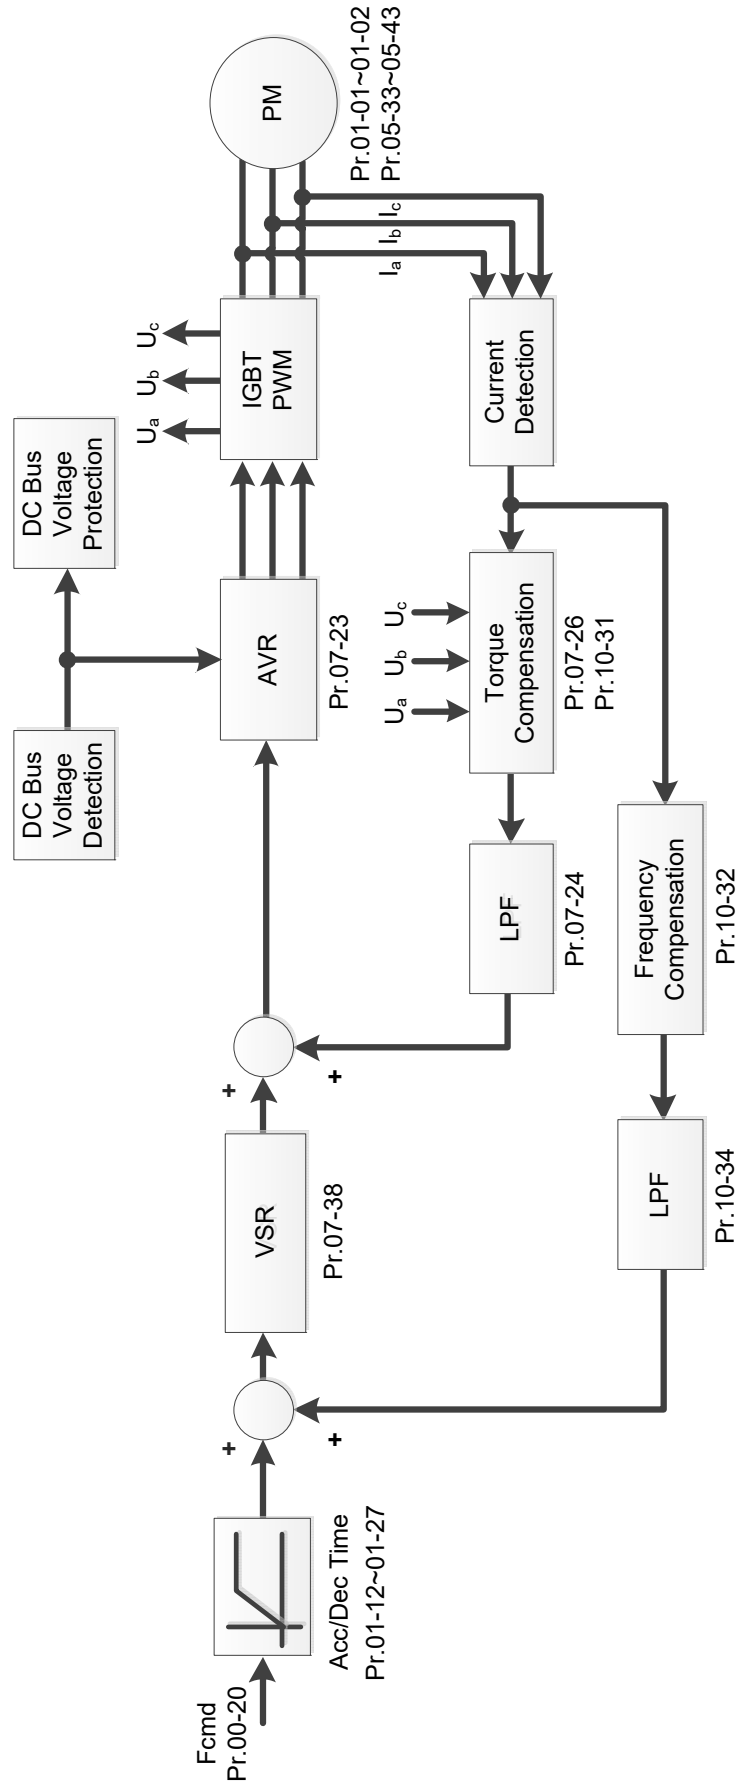 DC Bus
Voltage
Detection
DC Bus
Voltage
Protection
Fcmd
Pr.00-20
Acc/Dec Time
Pr.01-12~01-27
+
+
VSR
Pr.07-38
+
+
AVR
Pr.07-23
Ua
Ub
Uc
IGBT
PWM
PM
Pr.01-01~01-02
Pr.05-33~05-43
Ia
Ib
Ic
LPF
Pr.07-24
Ua
Ub
Uc
Torque
Compensation
Pr.07-26
Pr.10-31
Current
Detection
LPF
Pr.10-34
Frequency
Compensation
Pr.10-32